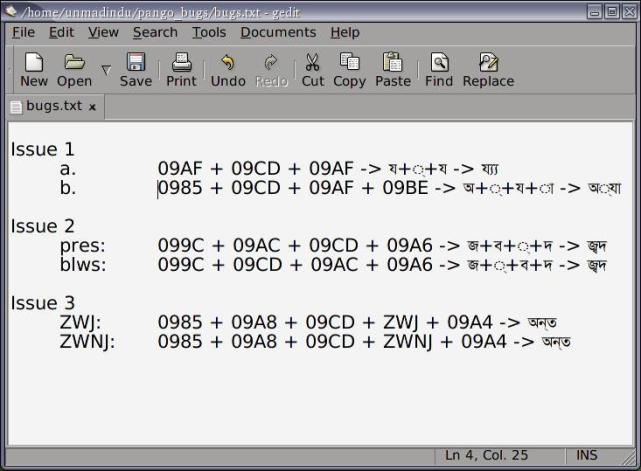 /home/unmadindu/pango_bugs/bugs.txt - gedit
File Edit View Search Tools Documents Help
New Open Save Print Undo Redo Cut Copy Paste Find Replace
bugs.txt x
Issue 1
a. 09AF + 09CD + 09AF -> য+্+য -> য্য
b. 0985 + 09CD + 09AF + 09BE -> অ+্+য+া -> অ্যা
Issue 2
pres: 099C + 09AC + 09CD + 09A6 -> জ+ব+্+দ -> জ্বদ
blws: 099C + 09CD + 09AC + 09A6 -> জ+্+ব+দ -> জ্বদ
Issue 3
ZWJ: 0985 + 09A8 + 09CD + ZWJ + 09A4 -> অন্‍ত
ZWNJ: 0985 + 09A8 + 09CD + ZWNJ + 09A4 -> অন্‌ত
Ln 4, Col. 25 INS